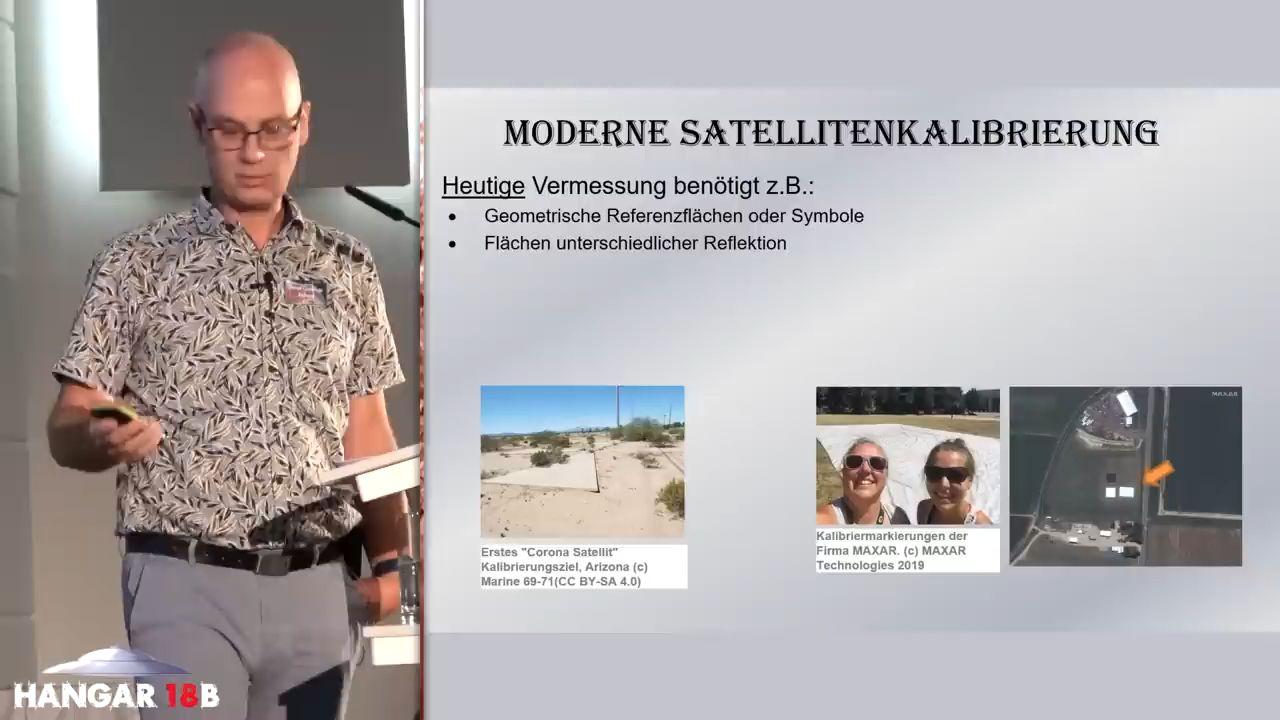 MODERNE SATELLITENKALIBRIERUNG
Heutige Vermessung benötigt z.B.:
• Geometrische Referenzflächen oder Symbole
• Flächen unterschiedlicher Reflektion
MAXAR
Erstes "Corona Satellit"
Kalibrierungsziel, Arizona (c)
Marine 69-71(CC BY-SA 4.0)
Kalibriermarkierungen der
Firma MAXAR. (c) MAXAR
Technologies 2019
HANGAR 18B